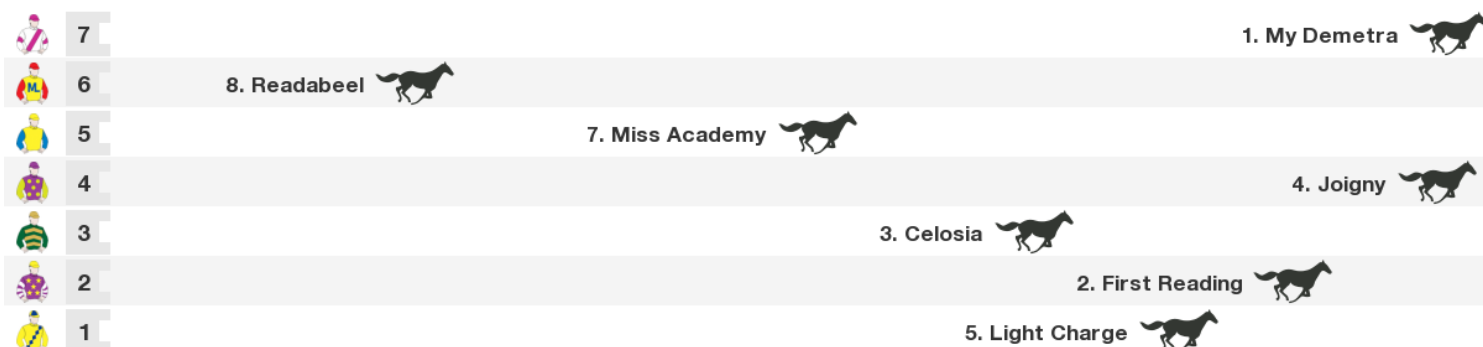 7 1. My Demetra
ML
6 8. Readabeel
5 7. Miss Academy
4 4. Joigny
3 3. Celosia
2 2. First Reading
1 5. Light Charge